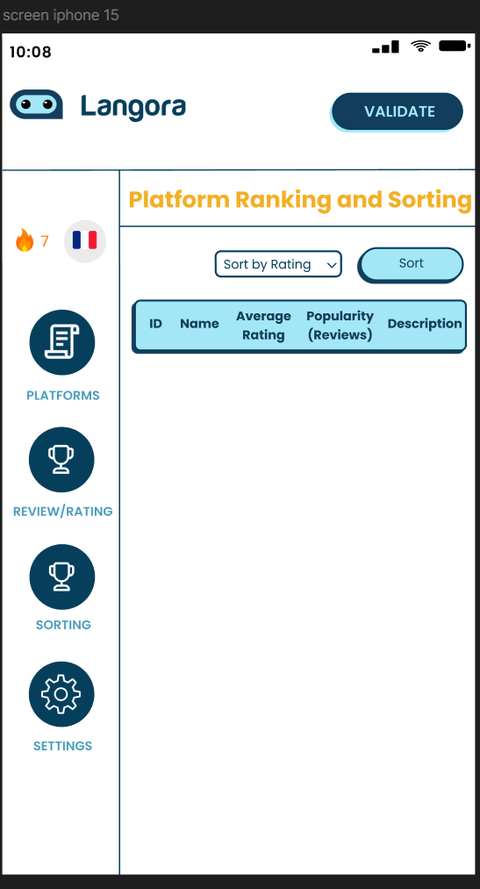 screen iphone 15
10:08
Langora
VALIDATE
Platform Ranking and Sorting
7
Sort by Rating
Sort
ID Name Average Rating Popularity (Reviews) Description
PLATFORMS
REVIEW/RATING
SORTING
SETTINGS